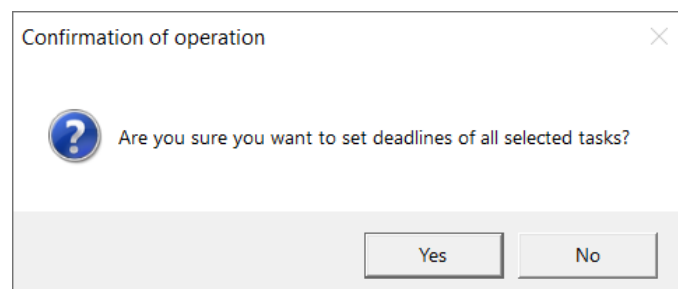 Confirmation of operation
Are you sure you want to set deadlines of all selected tasks?
Yes
No